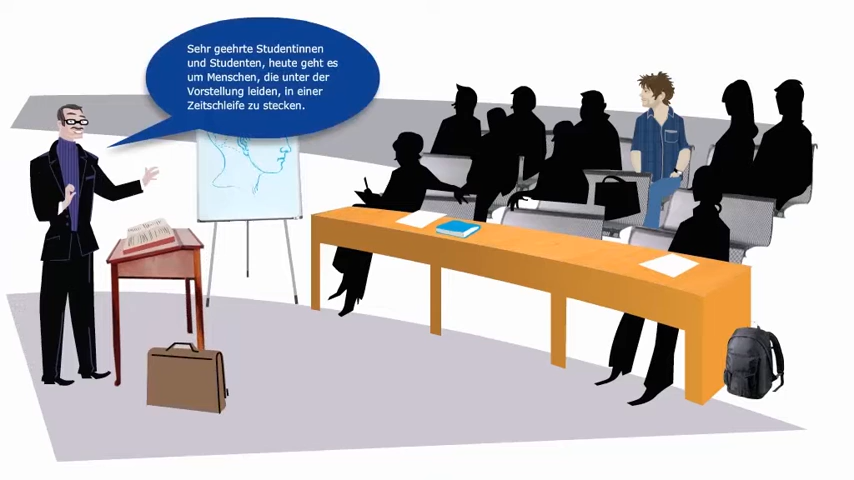 Sehr geehrte Studentinnen
und Studenten, heute geht es
um Menschen, die unter der
Vorstellung leiden, in einer
Zeitschleife zu stecken.